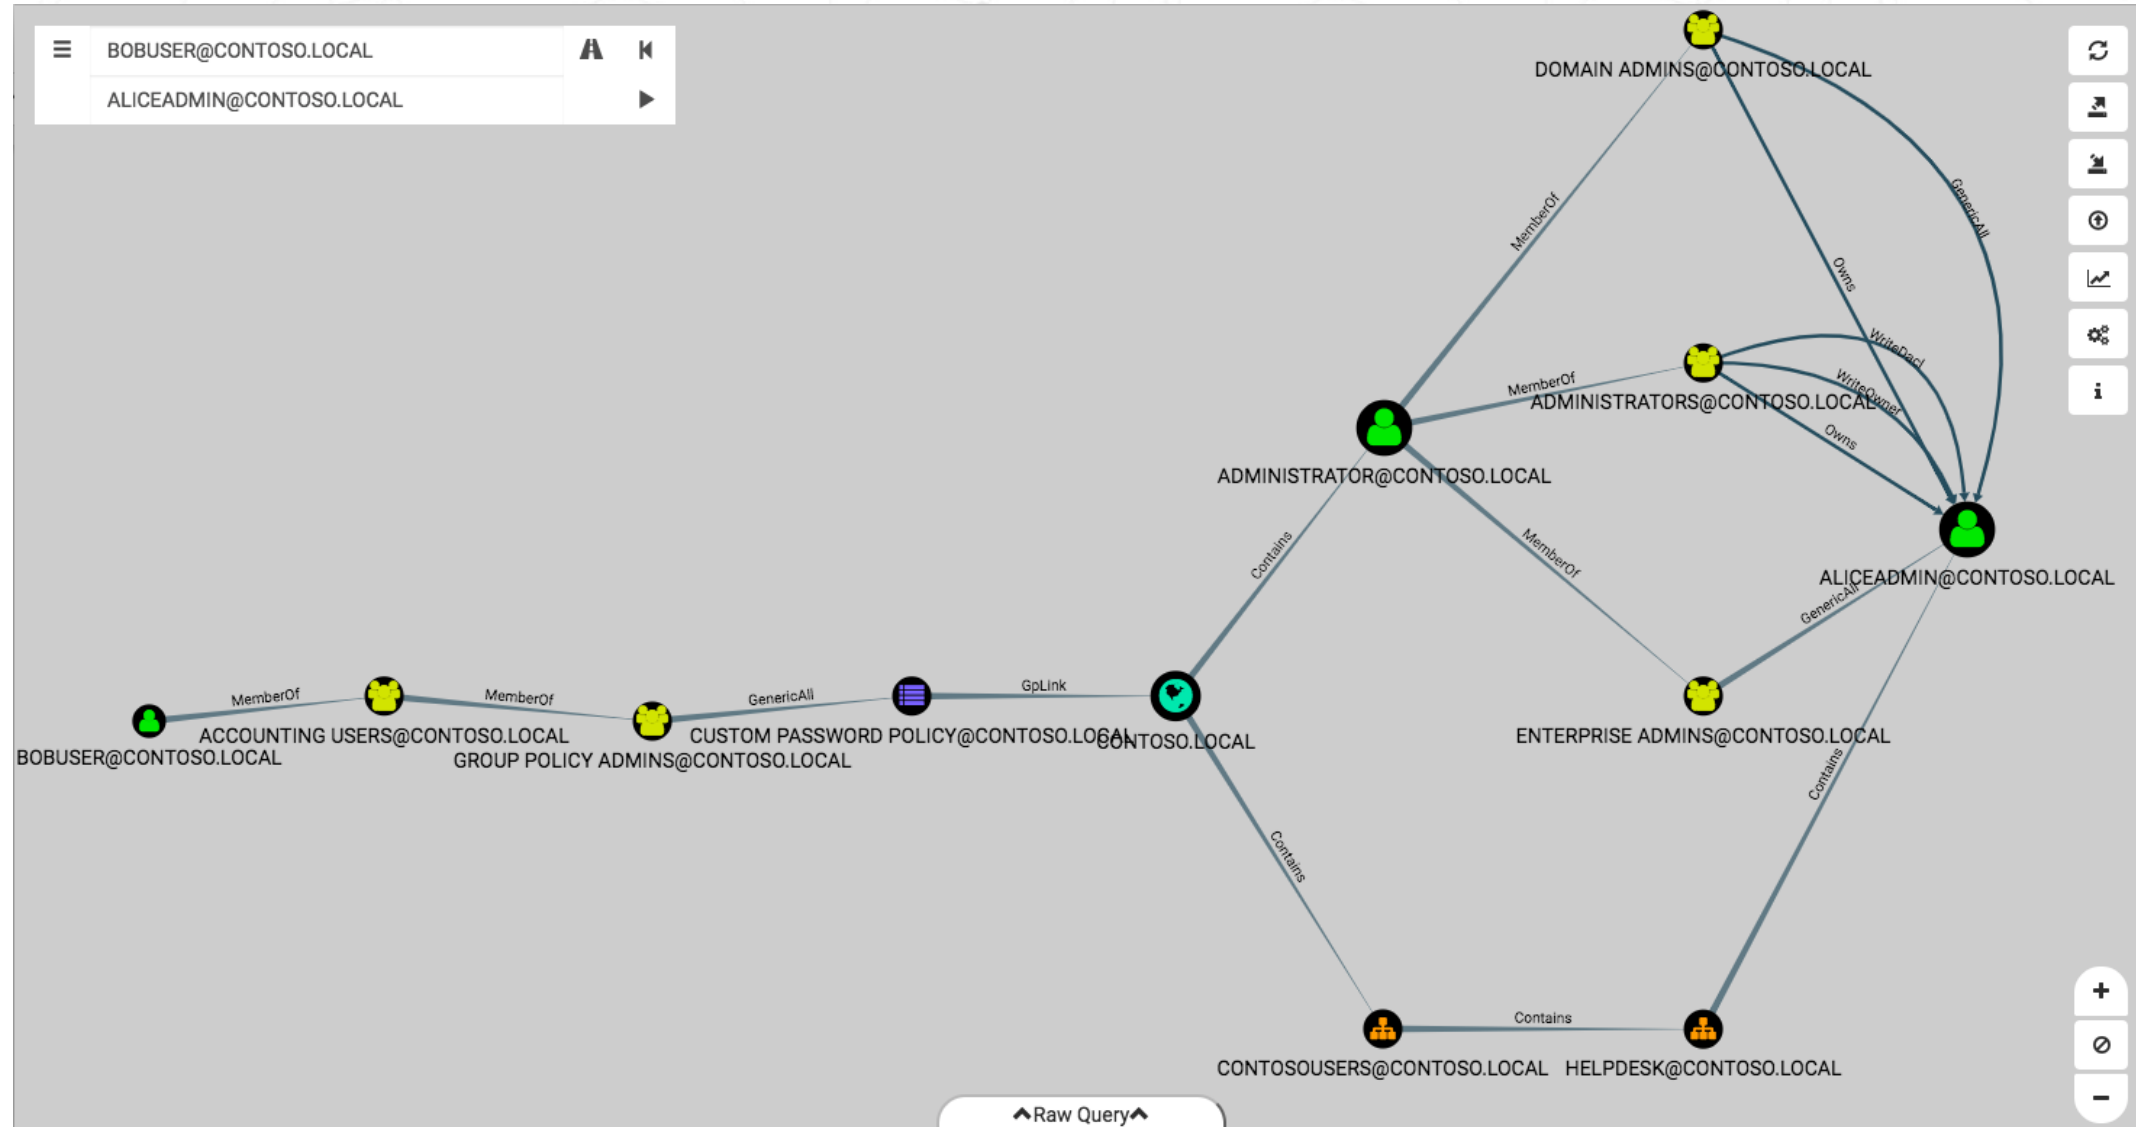 BOBUSER@CONTOSO.LOCAL
ALICEADMIN@CONTOSO.LOCAL
DOMAIN ADMINS@CONTOSO.LOCAL
GenericAll
MemberOf
Owns
WriteDacl
WriteOwner
MemberOf
ADMINISTRATORS@CONTOSO.LOCAL
Owns
ADMINISTRATOR@CONTOSO.LOCAL
Contains
MemberOf
ALICEADMIN@CONTOSO.LOCAL
GenericAll
MemberOf
MemberOf
GenericAll
GpLink
ACCOUNTING USERS@CONTOSO.LOCAL
CUSTOM PASSWORD POLICY@CONTOSO.LOCAL
CONTOSO.LOCAL
ENTERPRISE ADMINS@CONTOSO.LOCAL
BOBUSER@CONTOSO.LOCAL
GROUP POLICY ADMINS@CONTOSO.LOCAL
Contains
Contains
Contains
CONTOSOUSERS@CONTOSO.LOCAL
HELPDESK@CONTOSO.LOCAL
Raw Query